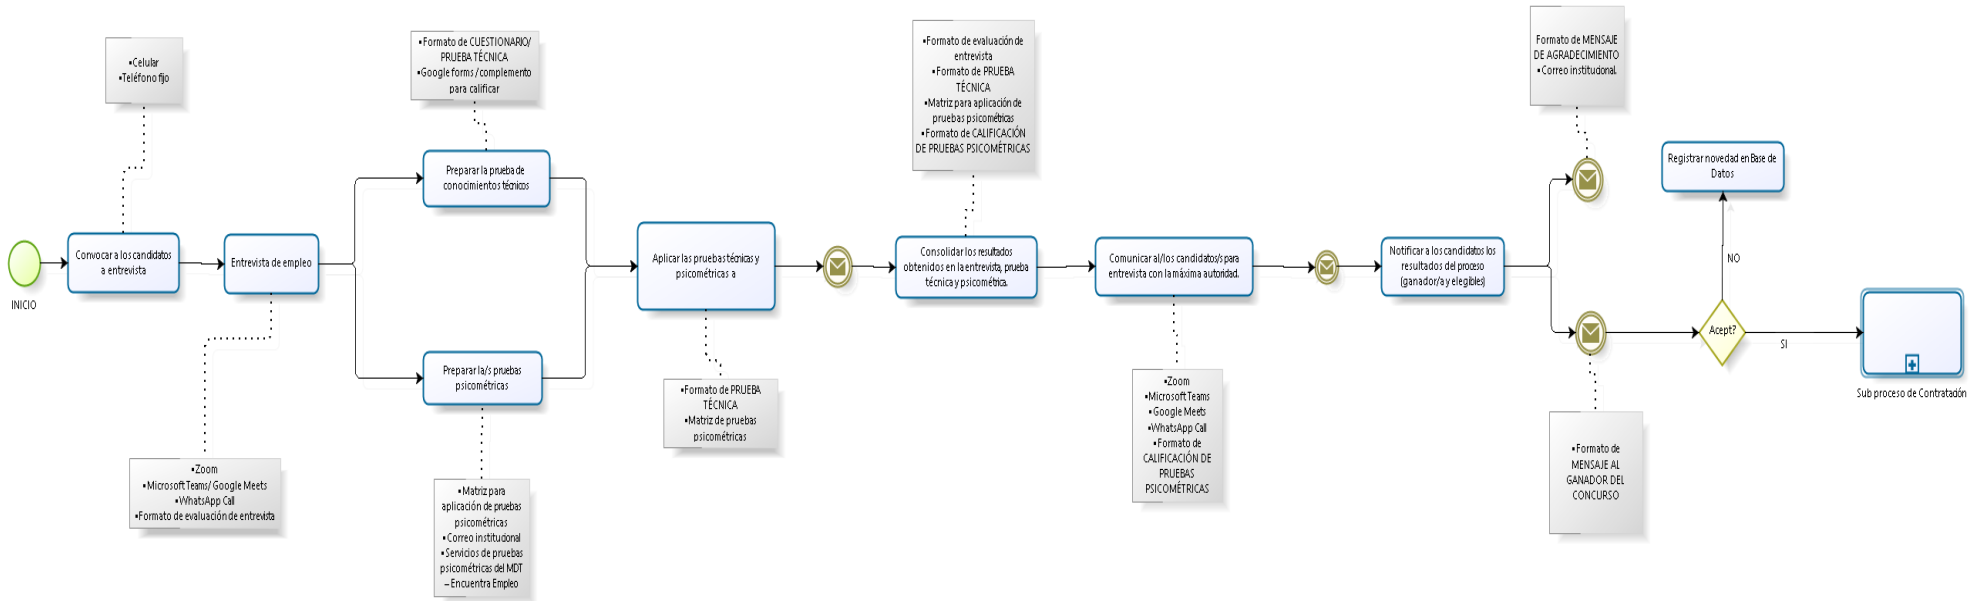 INICIO
▪Celular
▪Teléfono fijo
Convocar a los candidatos
a entrevista
Entrevista de empleo
▪Zoom
▪Microsoft Teams/ Google Meets
▪WhatsApp Call
▪Formato de evaluación de entrevista
▪Formato de CUESTIONARIO/
PRUEBA TÉCNICA
▪Google forms /complemento
para calificar
Preparar la prueba de
conocimientos técnicos
Preparar la/s pruebas
psicométricas
▪Matriz para
aplicación de pruebas
psicométricas
▪Correo institucional
▪Servicios de pruebas
psicométricas del MDT
– Encuentra Empleo
Aplicar las pruebas técnicas y
psicométricas a
▪Formato de PRUEBA
TÉCNICA
▪Matriz de pruebas
psicométricas
▪Formato de evaluación de
entrevista
▪Formato de PRUEBA
TÉCNICA
▪Matriz para aplicación de
pruebas psicométricas
▪Formato de CALIFICACIÓN
DE PRUEBAS PSICOMÉTRICAS
Consolidar los resultados
obtenidos en la entrevista, prueba
técnica y psicométrica.
Comunicar al/los candidatos/s para
entrevista con la máxima autoridad.
▪Zoom
▪Microsoft Teams
▪Google Meets
▪WhatsApp Call
▪Formato de
CALIFICACIÓN DE
PRUEBAS
PSICOMÉTRICAS
Notificar a los candidatos los
resultados del proceso
(ganador/a y elegibles)
Formato de MENSAJE
DE AGRADECIMIENTO
▪Correo institucional.
▪Formato de
MENSAJE AL
GANADOR DEL
CONCURSO
Registrar novedad en Base de
Datos
NO
Acept?
SI
Sub proceso de Contratación